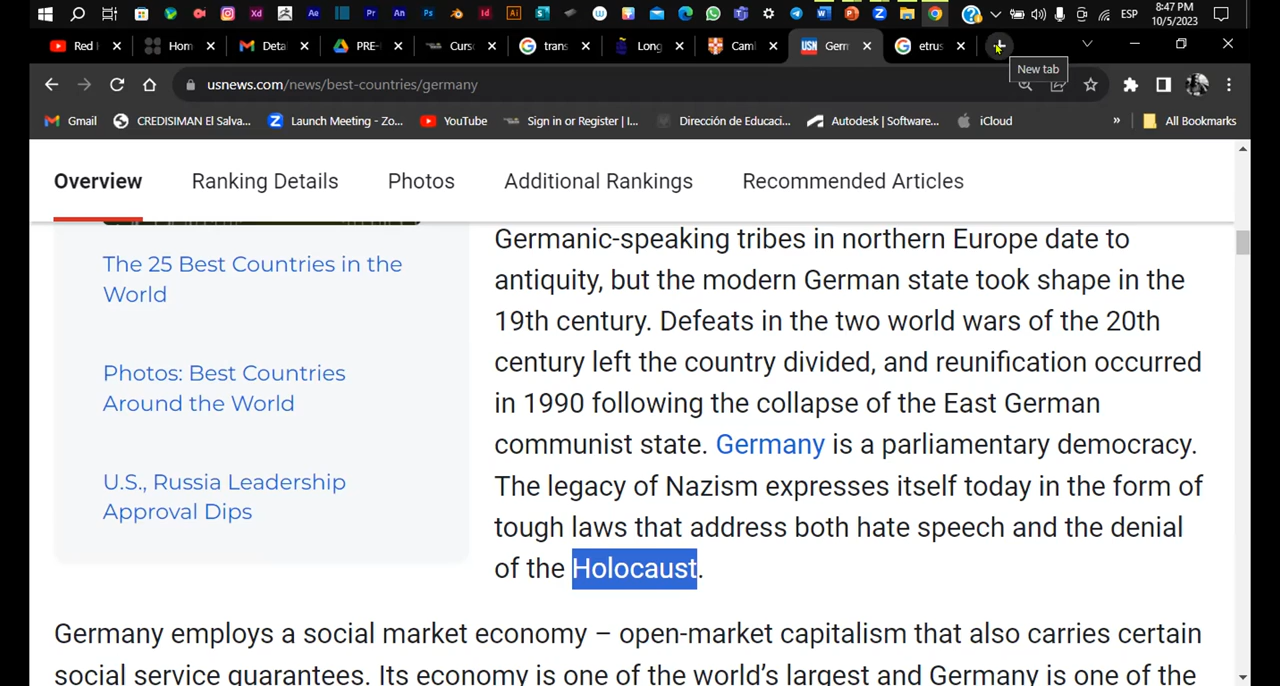 Xd
Ae
Pr
An
Ps
Id
Ai
ESP
8:47 PM
10/5/2023
Red
Hom
Deta
PRE-
Curs
trans
Long
Cam
USN
Gern
etrus
New tab
usnews.com/news/best-countries/germany
Gmail
CREDISIMAN El Salva...
Launch Meeting - Zo...
YouTube
Sign in or Register | I...
Dirección de Educaci...
Autodesk | Software...
iCloud
»
All Bookmarks
Overview
Ranking Details
Photos
Additional Rankings
Recommended Articles
The 25 Best Countries in the
World
Photos: Best Countries
Around the World
U.S., Russia Leadership
Approval Dips
Germanic-speaking tribes in northern Europe date to
antiquity, but the modern German state took shape in the
19th century. Defeats in the two world wars of the 20th
century left the country divided, and reunification occurred
in 1990 following the collapse of the East German
communist state. Germany is a parliamentary democracy.
The legacy of Nazism expresses itself today in the form of
tough laws that address both hate speech and the denial
of the Holocaust.
Germany employs a social market economy – open-market capitalism that also carries certain
social service guarantees. Its economy is one of the world's largest and Germany is one of the